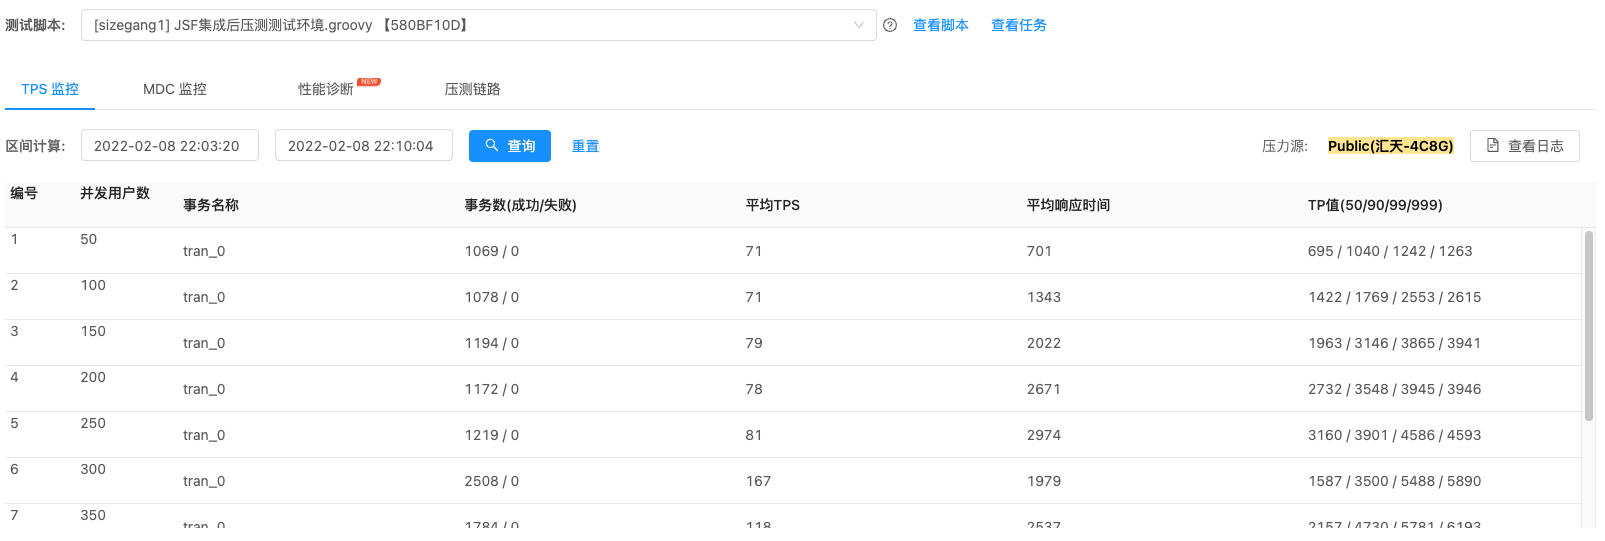 测试脚本: [sizegang1] JSF集成后压测测试环境.groovy 【580BF10D】 查看脚本 查看任务
TPS 监控 MDC 监控 性能诊断 NEW 压测链路
区间计算: 2022-02-08 22:03:20 2022-02-08 22:10:04 查询 重置 压力源: Public(汇天-4C8G) 查看日志
编号 并发用户数 事务名称 事务数(成功/失败) 平均TPS 平均响应时间 TP值(50/90/99/999)
1 50 tran_0 1069 / 0 71 701 695 / 1040 / 1242 / 1263
2 100 tran_0 1078 / 0 71 1343 1422 / 1769 / 2553 / 2615
3 150 tran_0 1194 / 0 79 2022 1963 / 3146 / 3865 / 3941
4 200 tran_0 1172 / 0 78 2671 2732 / 3548 / 3945 / 3946
5 250 tran_0 1219 / 0 81 2974 3160 / 3901 / 4586 / 4593
6 300 tran_0 2508 / 0 167 1979 1587 / 3500 / 5488 / 5890
7 350 tran_0 1784 / 0 118 2537 2157 / 4730 / 5781 / 6193